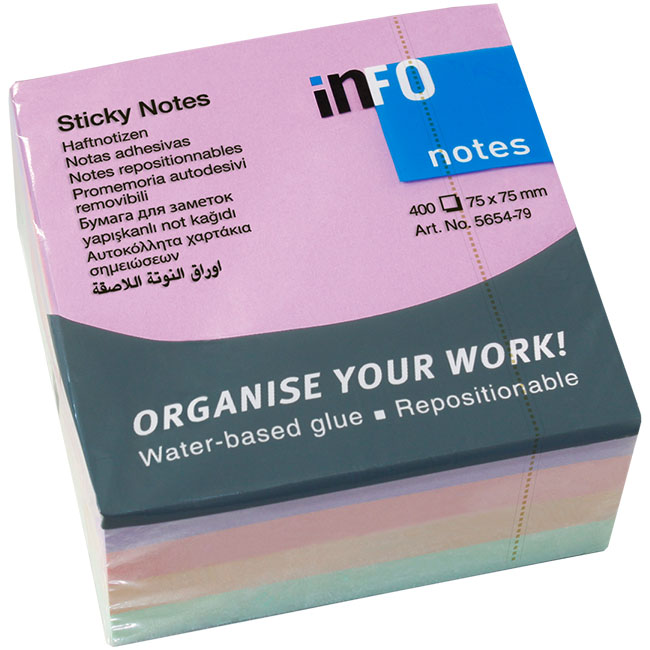 Sticky Notes
Haftnotizen
Notas adhesivas
Notes repositionnables
Promemoria autodesivi
removibili
Бумага для заметок
yapışkanlı not kağıdı
Αυτοκόλλητα χαρτάκια
σημειώσεων
اوراق النوتة اللاصقة
inFO
notes
400 75 x 75 mm
Art. No. 5654-79
ORGANISE YOUR WORK!
Water-based glue ▪ Repositionable